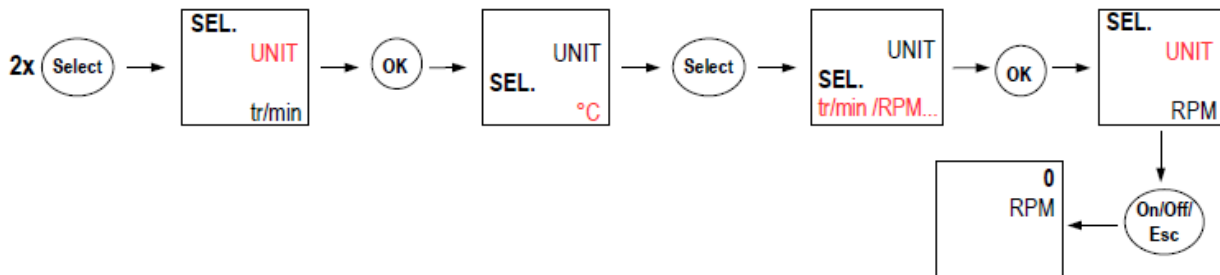 2x Select
SEL.
UNIT
tr/min
OK
UNIT
SEL.
°C
Select
UNIT
SEL.
tr/min /RPM...
OK
SEL.
UNIT
RPM
On/Off/
Esc
0
RPM